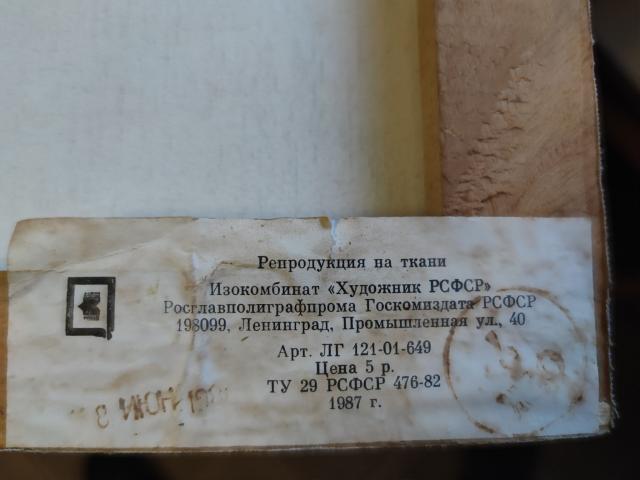 Репродукция на ткани
Изокомбинат «Художник РСФСР»
Росглавполиграфпрома Госкомиздата РСФСР
198099, Ленинград, Промышленная ул., 40
Арт. ЛГ 121-01-649
Цена 5 р.
ТУ 29 РСФСР 476-82
1987 г.